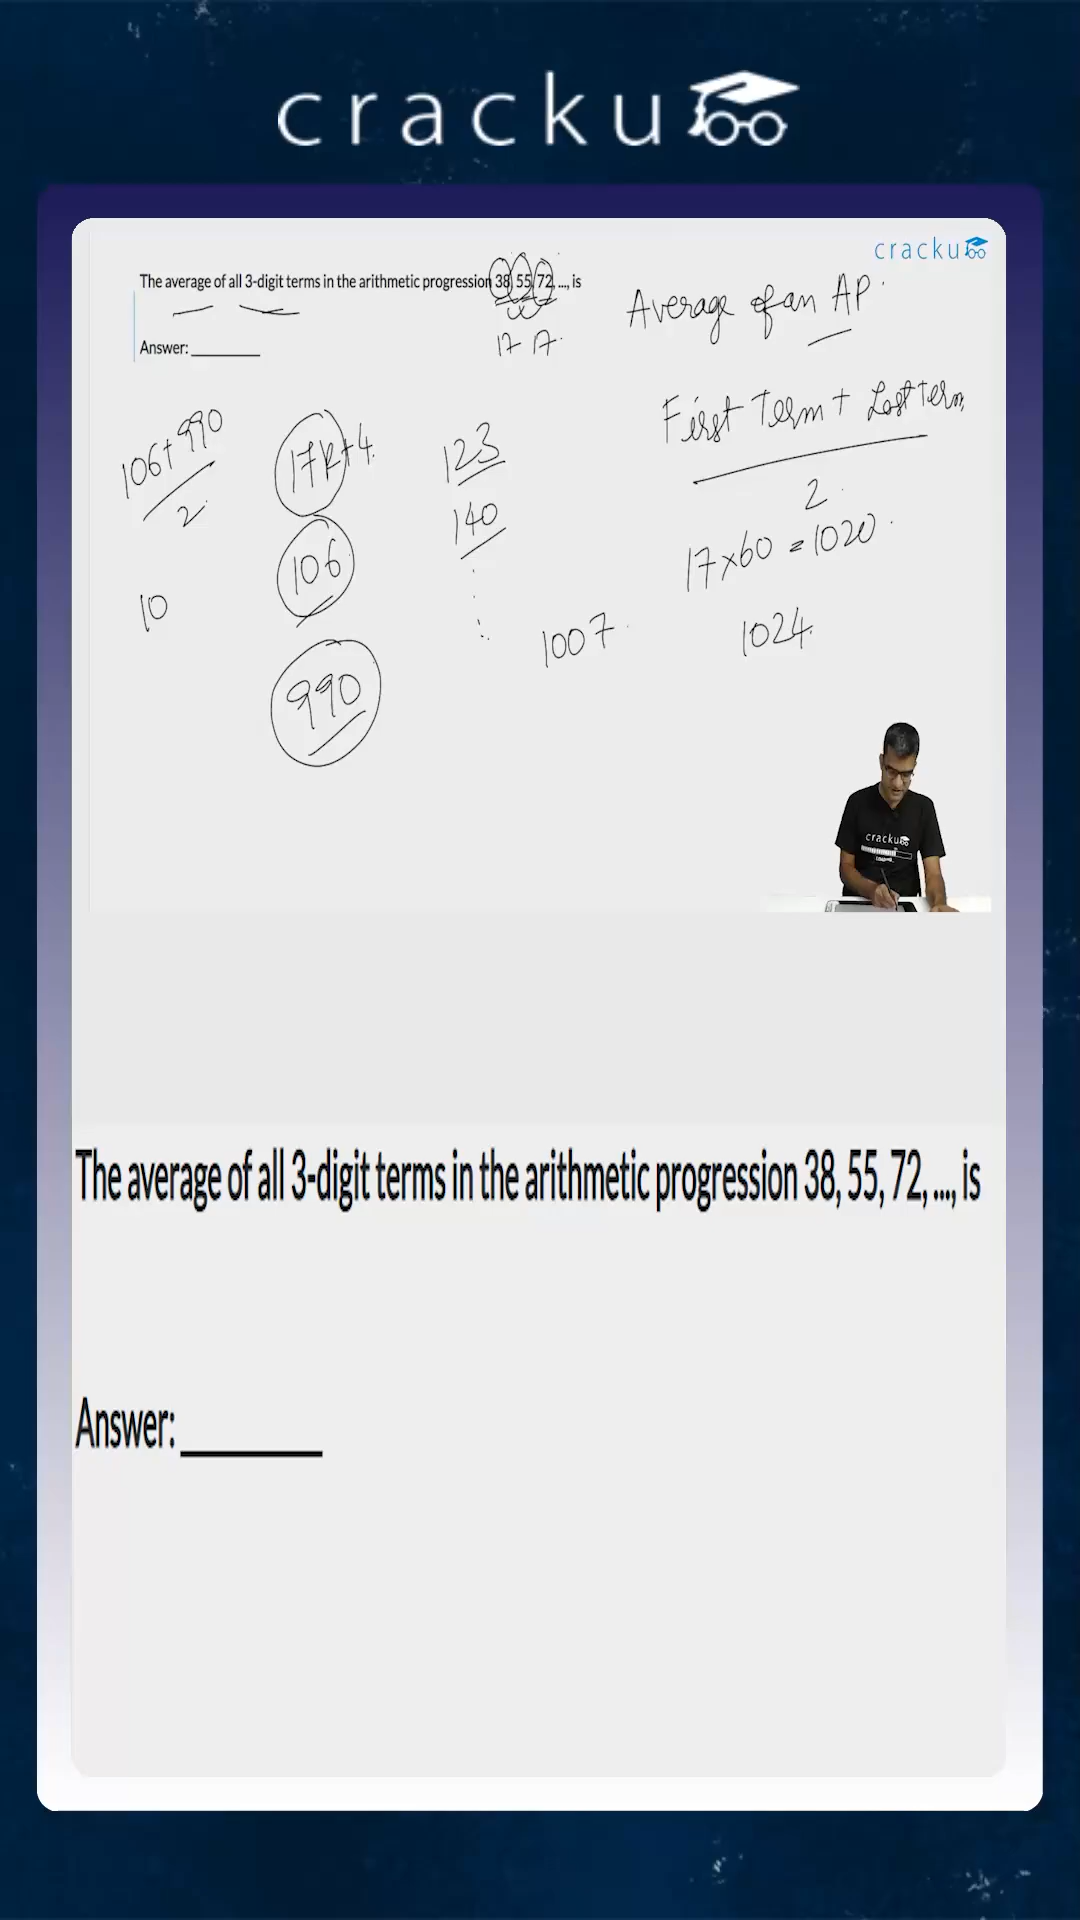 cracku
cracku
The average of all 3-digit terms in the arithmetic progression 38, 55, 72, ..., is
Answer: ________
17 17
Average of an AP
First Term + Last Term
2
106+990
2
10
17k+4
106
990
123
140
1007
17×60 = 1020
1024
cracku
The average of all 3-digit terms in the arithmetic progression 38, 55, 72, ..., is
Answer: ________